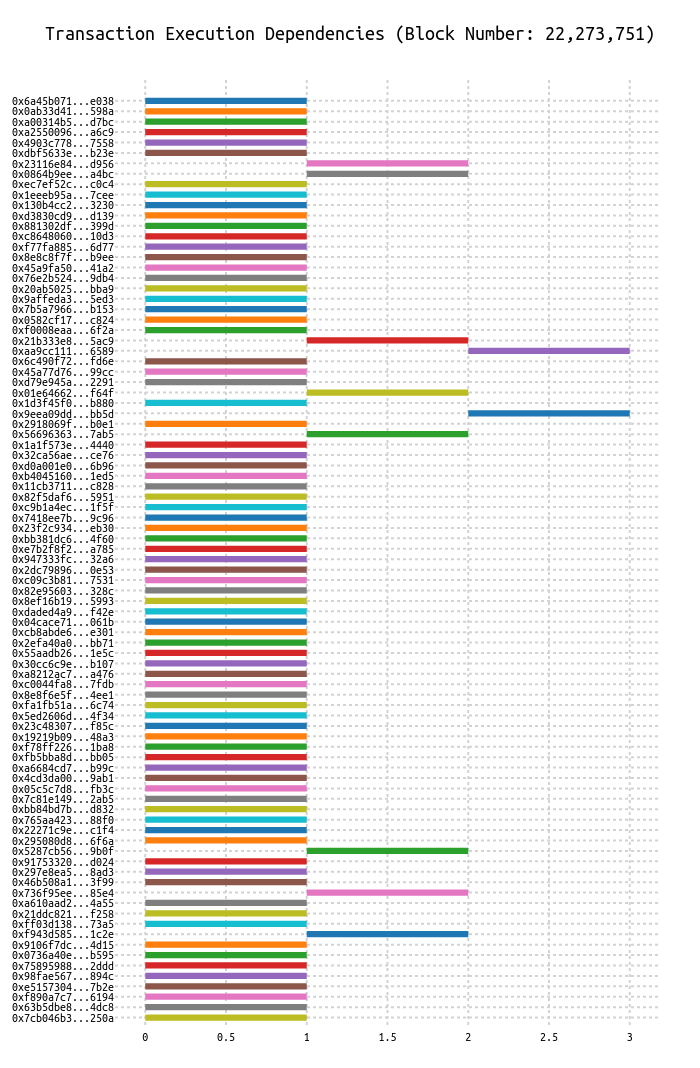 Transaction Execution Dependencies (Block Number: 22,273,751)
0x6a45b071...e038
0x0ab33d41...598a
0xa00314b5...d7bc
0xa2550096...a6c9
0x4903c778...7558
0xdbf5633e...b23e
0x23116e84...d956
0x0864b9ee...a4bc
0xec7ef52c...c0c4
0x1eeeb95a...7cee
0x130b4cc2...3230
0xd3830cd9...d139
0x881302df...399d
0xc8648060...10d3
0xf77fa885...6d77
0x8e8c8f7f...b9ee
0x45a9fa50...41a2
0x76e2b524...9db4
0x20ab5025...bba9
0x9affeda3...5ed3
0x7b5a7966...b153
0x0582cf17...c824
0xf0008eaa...6f2a
0x21b333e8...5ac9
0xaa9cc111...6589
0x6c490f72...fd6e
0x45a77d76...99cc
0xd79e945a...2291
0x01e64662...f64f
0x1d3f45f0...b880
0x9eea09dd...bb5d
0x2918069f...b0e1
0x56696363...7ab5
0x1a1f573e...4440
0x32ca56ae...ce76
0xd0a001e0...6b96
0xb4045160...1ed5
0x11cb3711...c828
0x82f5daf6...5951
0xc9b1a4ec...1f5f
0x7418ee7b...9c96
0x23f2c934...eb30
0xbb381dc6...4f60
0xe7b2f8f2...a785
0x947333fc...32a6
0x2dc79896...0e53
0xc09c3b81...7531
0x82e95603...328c
0x8ef16b19...5993
0xdaded4a9...f42e
0x04cace71...061b
0xcb8abde6...e301
0x2efa40a0...bb71
0x55aadb26...1e5c
0x30cc6c9e...b107
0xa8212ac7...a476
0xc0044fa8...7fdb
0x8e8f6e5f...4ee1
0xfa1fb51a...6c74
0x5ed2606d...4f34
0x23c48307...f85c
0x19219b09...48a3
0xf78ff226...1ba8
0xfb5bba8d...bb05
0xa6684cd7...b99c
0x4cd3da00...9ab1
0x05c5c7d8...fb3c
0x7c81e149...2ab5
0xbb84bd7b...d832
0x765aa423...88f0
0x22271c9e...c1f4
0x295080d8...6f6a
0x5287cb56...9b0f
0x91753320...d024
0x297e8ea5...8ad3
0x46b508a1...3f99
0x736f95ee...85e4
0xa610aad2...4a55
0x21ddc821...f258
0xff03d138...73a5
0xf943d585...1c2e
0x9106f7dc...4d15
0x0736a40e...b595
0x75895988...2ddd
0x98fae567...894c
0xe5157304...7b2e
0xf890a7c7...6194
0x63b5dbe8...4dc8
0x7cb046b3...250a
0 0.5 1 1.5 2 2.5 3